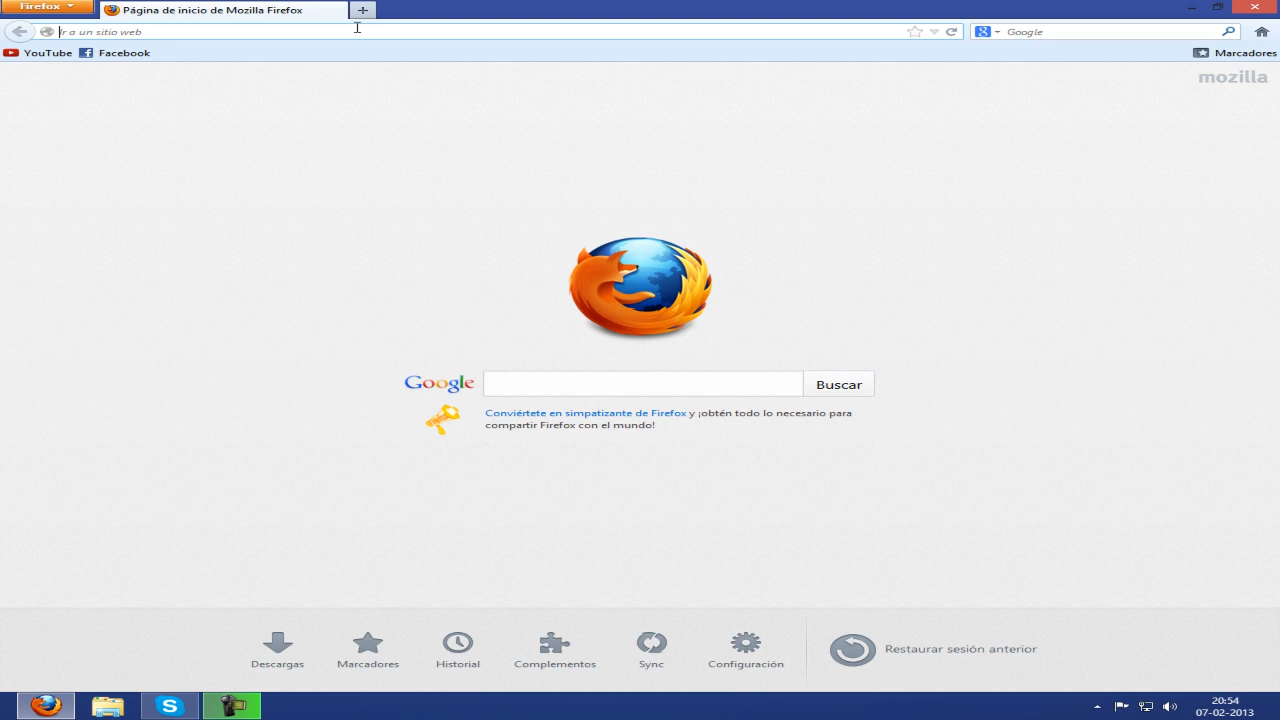 Firefox
Página de inicio de Mozilla Firefox
Ir a un sitio web
Google
YouTube
Facebook
Marcadores
mozilla
Google
Buscar
Conviértete en simpatizante de Firefox y ¡obtén todo lo necesario para
compartir Firefox con el mundo!
Descargas
Marcadores
Historial
Complementos
Sync
Configuración
Restaurar sesión anterior
20:54
07-02-2013